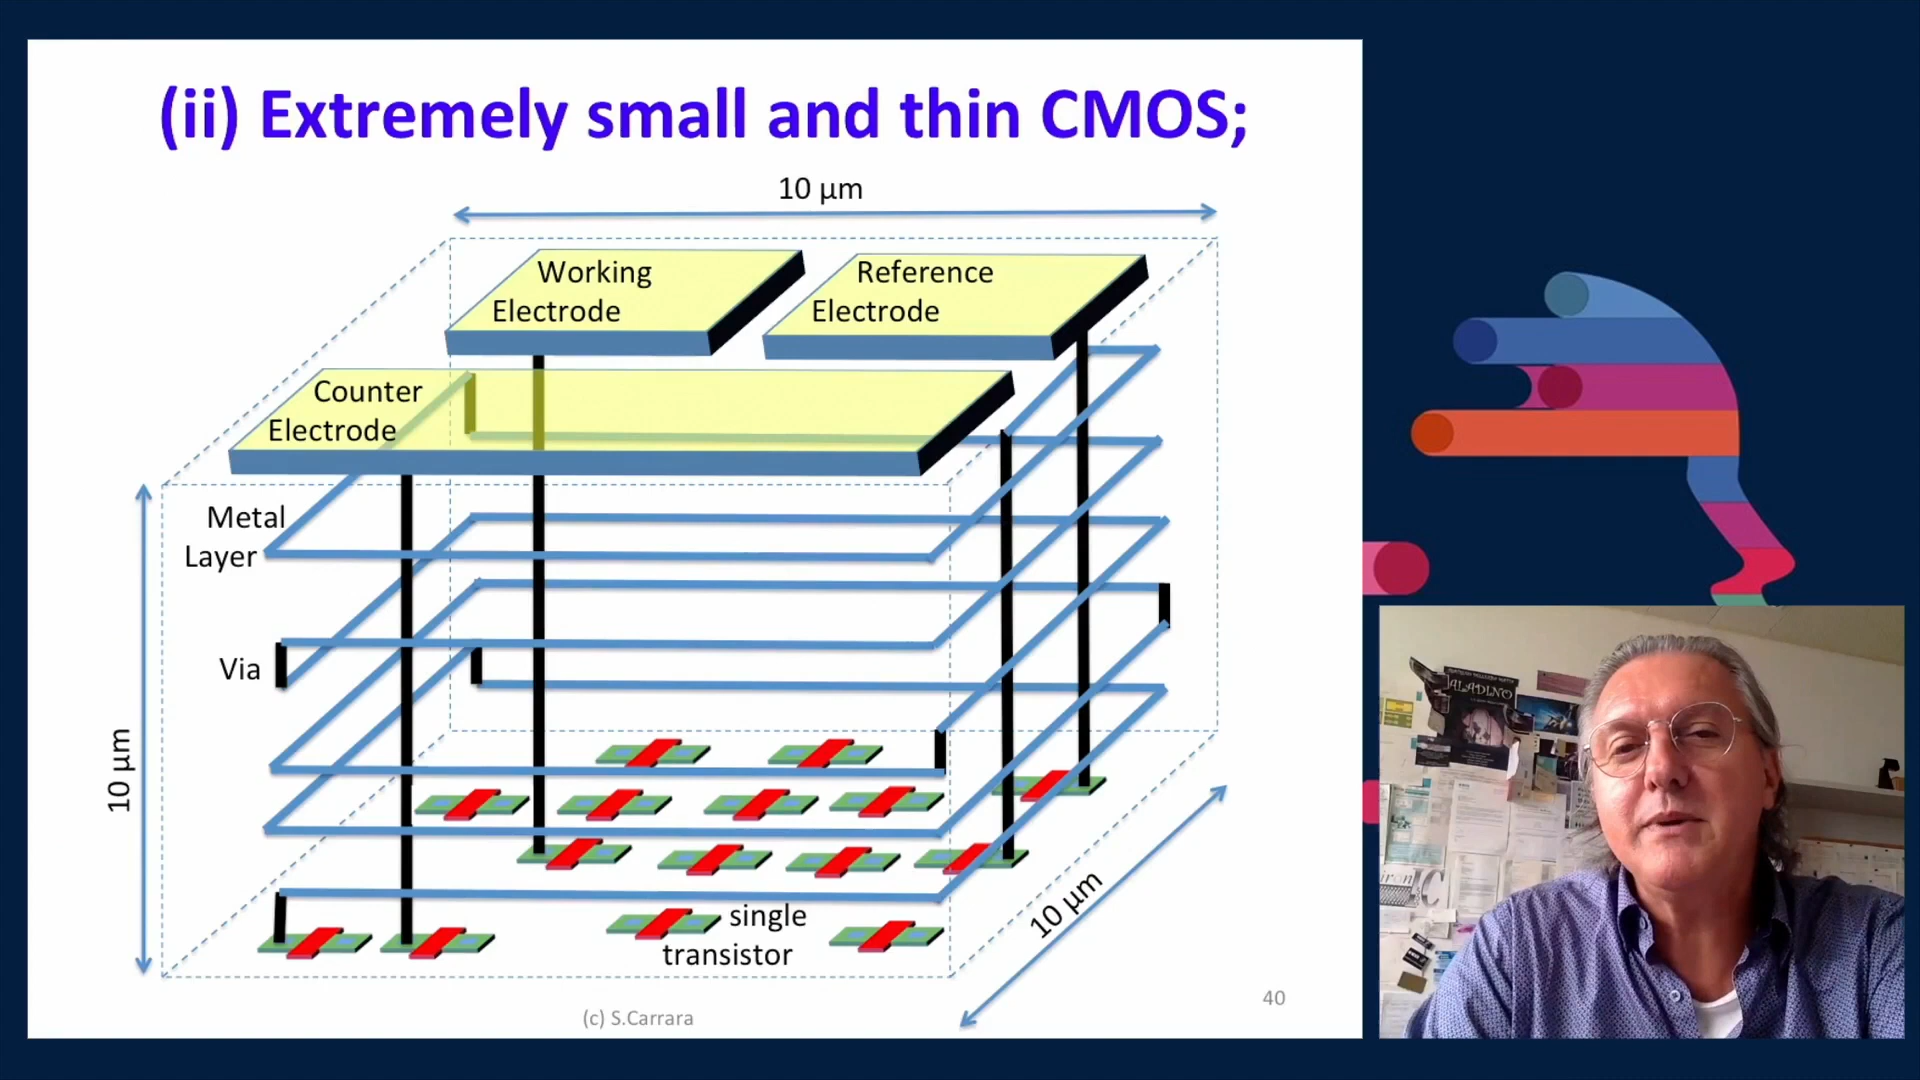 (ii) Extremely small and thin CMOS;
10 µm
Working
Electrode
Reference
Electrode
Counter
Electrode
Metal
Layer
Via
10 µm
10 µm
single
transistor
(c) S.Carrara
40
ALADINO